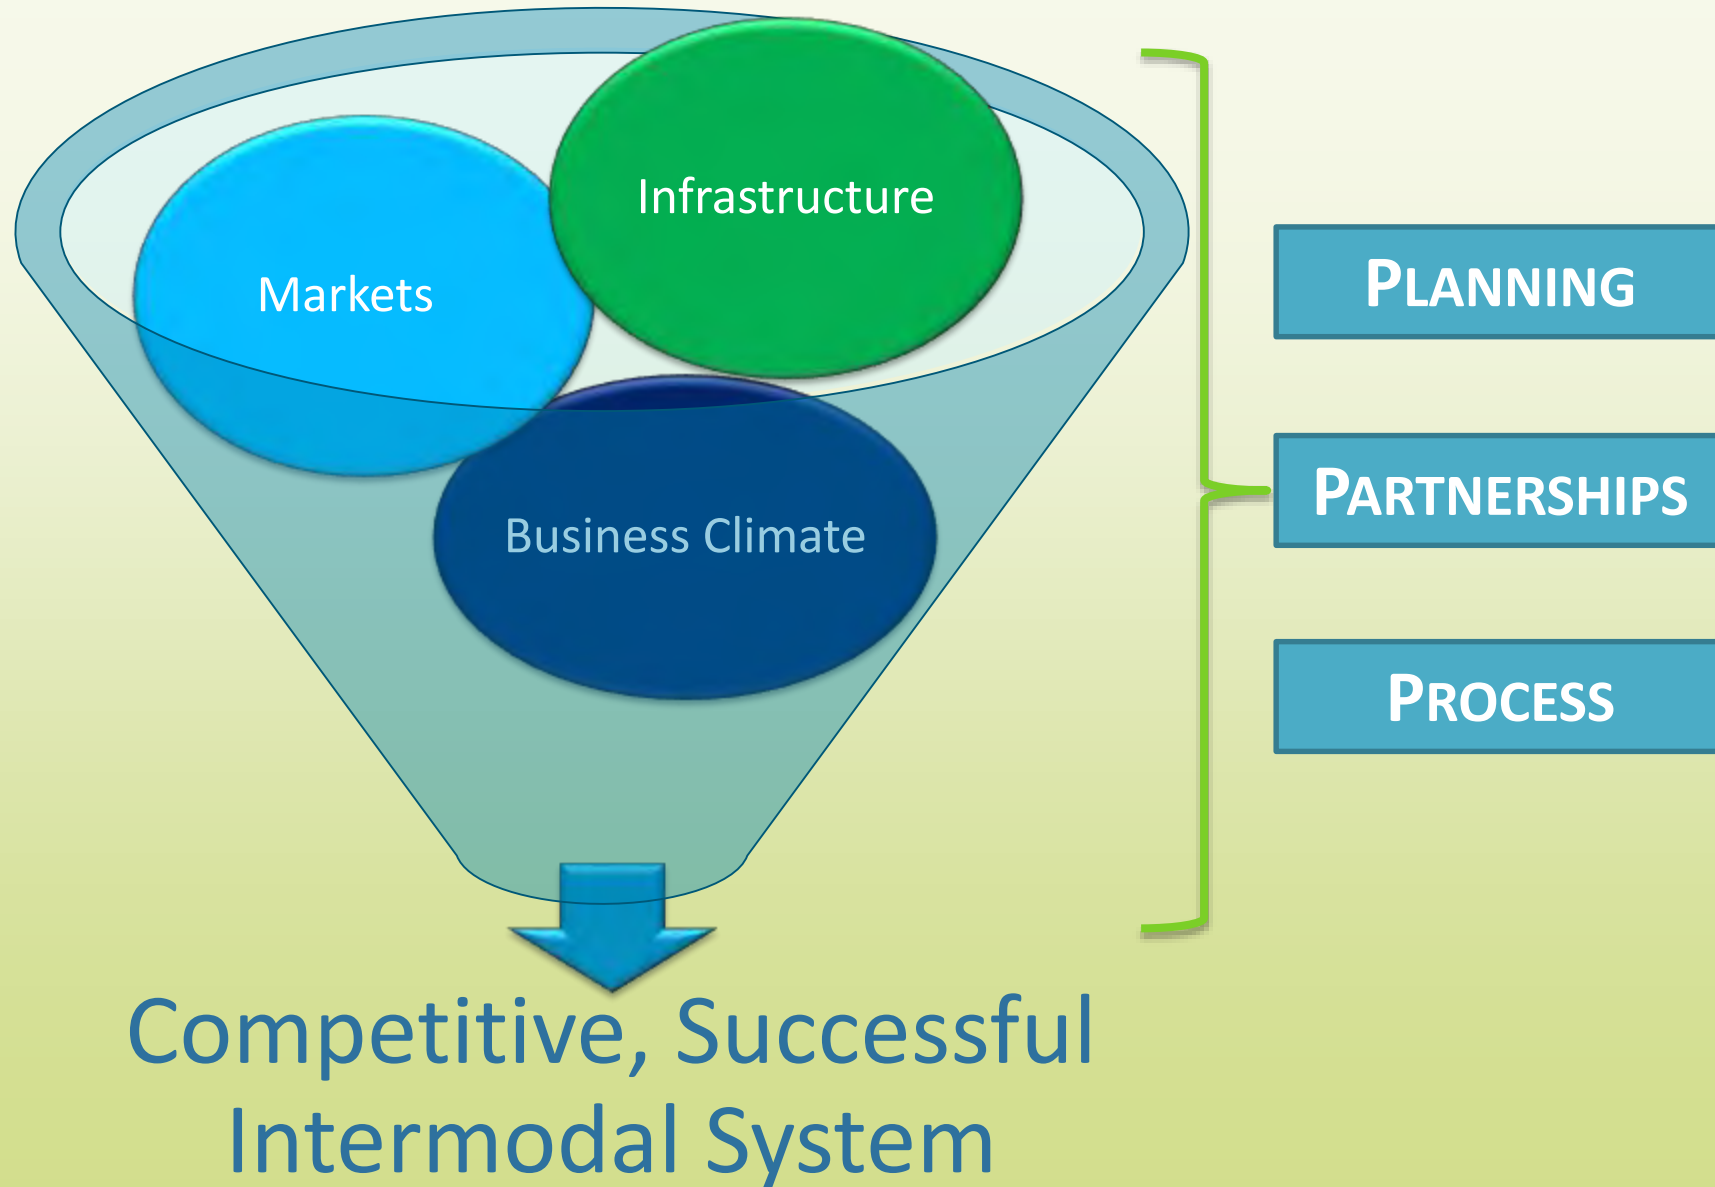 Infrastructure
Markets
Business Climate
PLANNING
PARTNERSHIPS
PROCESS
Competitive, Successful
Intermodal System